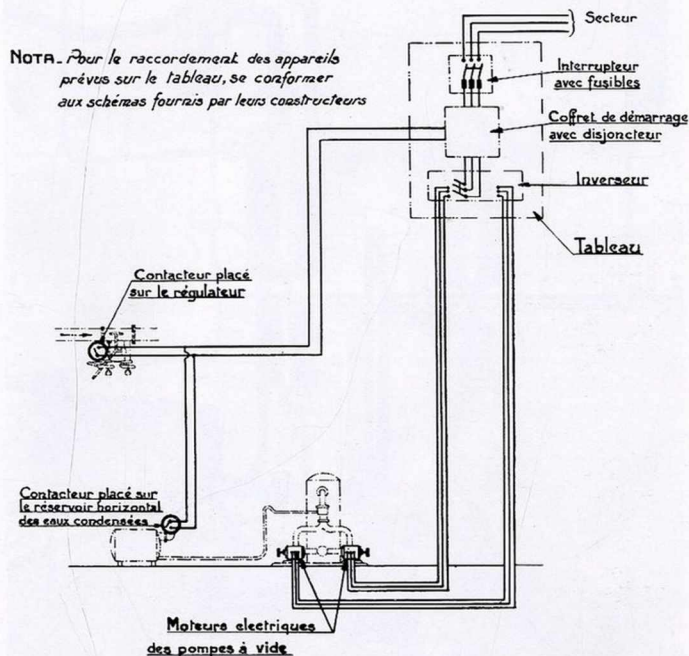 Secteur
NOTA_ Pour le raccordement des appareils
prévus sur le tableau, se conformer
aux schémas fournis par leurs constructeurs
Interrupteur
avec fusibles
Coffret de démarrage
avec disjoncteur
Inverseur
Tableau
Contacteur placé
sur le régulateur
Contacteur placé sur
le réservoir horizontal
des eaux condensées
Moteurs electriques
des pompes à vide